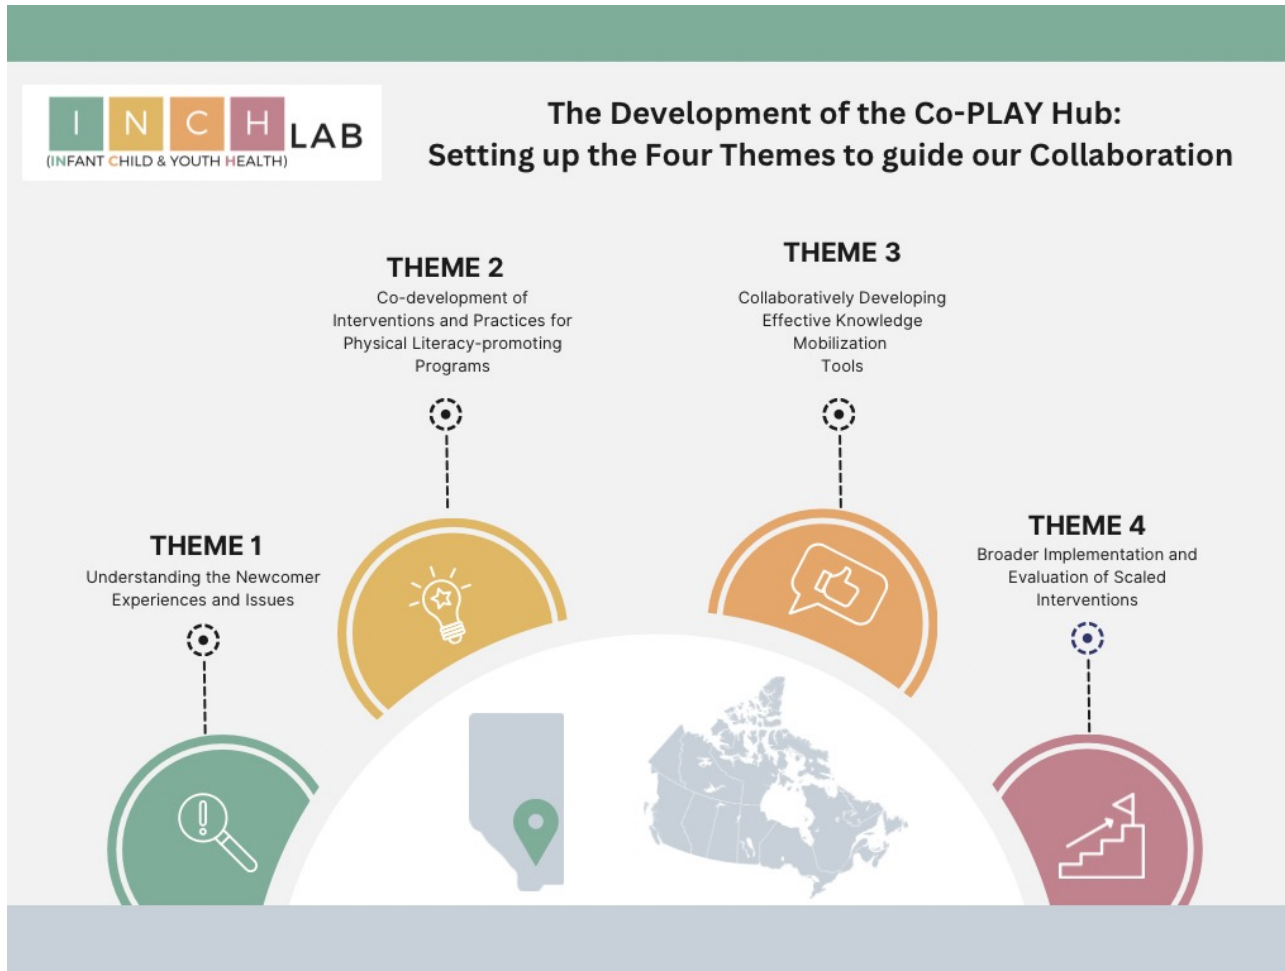 INCH LAB
(INFANT CHILD & YOUTH HEALTH)
The Development of the Co-PLAY Hub:
Setting up the Four Themes to guide our Collaboration
THEME 1
Understanding the Newcomer
Experiences and Issues
THEME 2
Co-development of
Interventions and Practices for
Physical Literacy-promoting
Programs
THEME 3
Collaboratively Developing
Effective Knowledge
Mobilization
Tools
THEME 4
Broader Implementation and
Evaluation of Scaled
Interventions